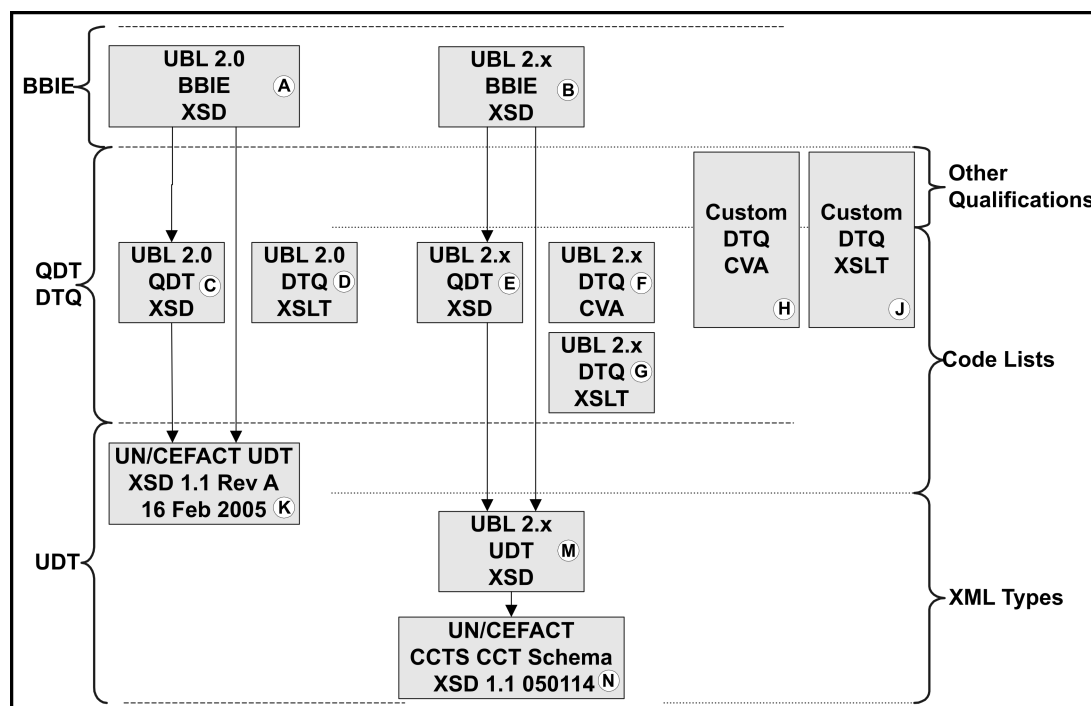 BBIE
UBL 2.0
BBIE
XSD
A
UBL 2.x
BBIE
XSD
B
Other
Qualifications
QDT
DTQ
UBL 2.0
QDT
XSD
C
UBL 2.0
DTQ
XSLT
D
UBL 2.x
QDT
XSD
E
UBL 2.x
DTQ
CVA
F
UBL 2.x
DTQ
XSLT
G
Custom
DTQ
CVA
H
Custom
DTQ
XSLT
J
Code Lists
UDT
UN/CEFACT UDT
XSD 1.1 Rev A
16 Feb 2005
K
UBL 2.x
UDT
XSD
M
UN/CEFACT
CCTS CCT Schema
XSD 1.1 050114
N
XML Types